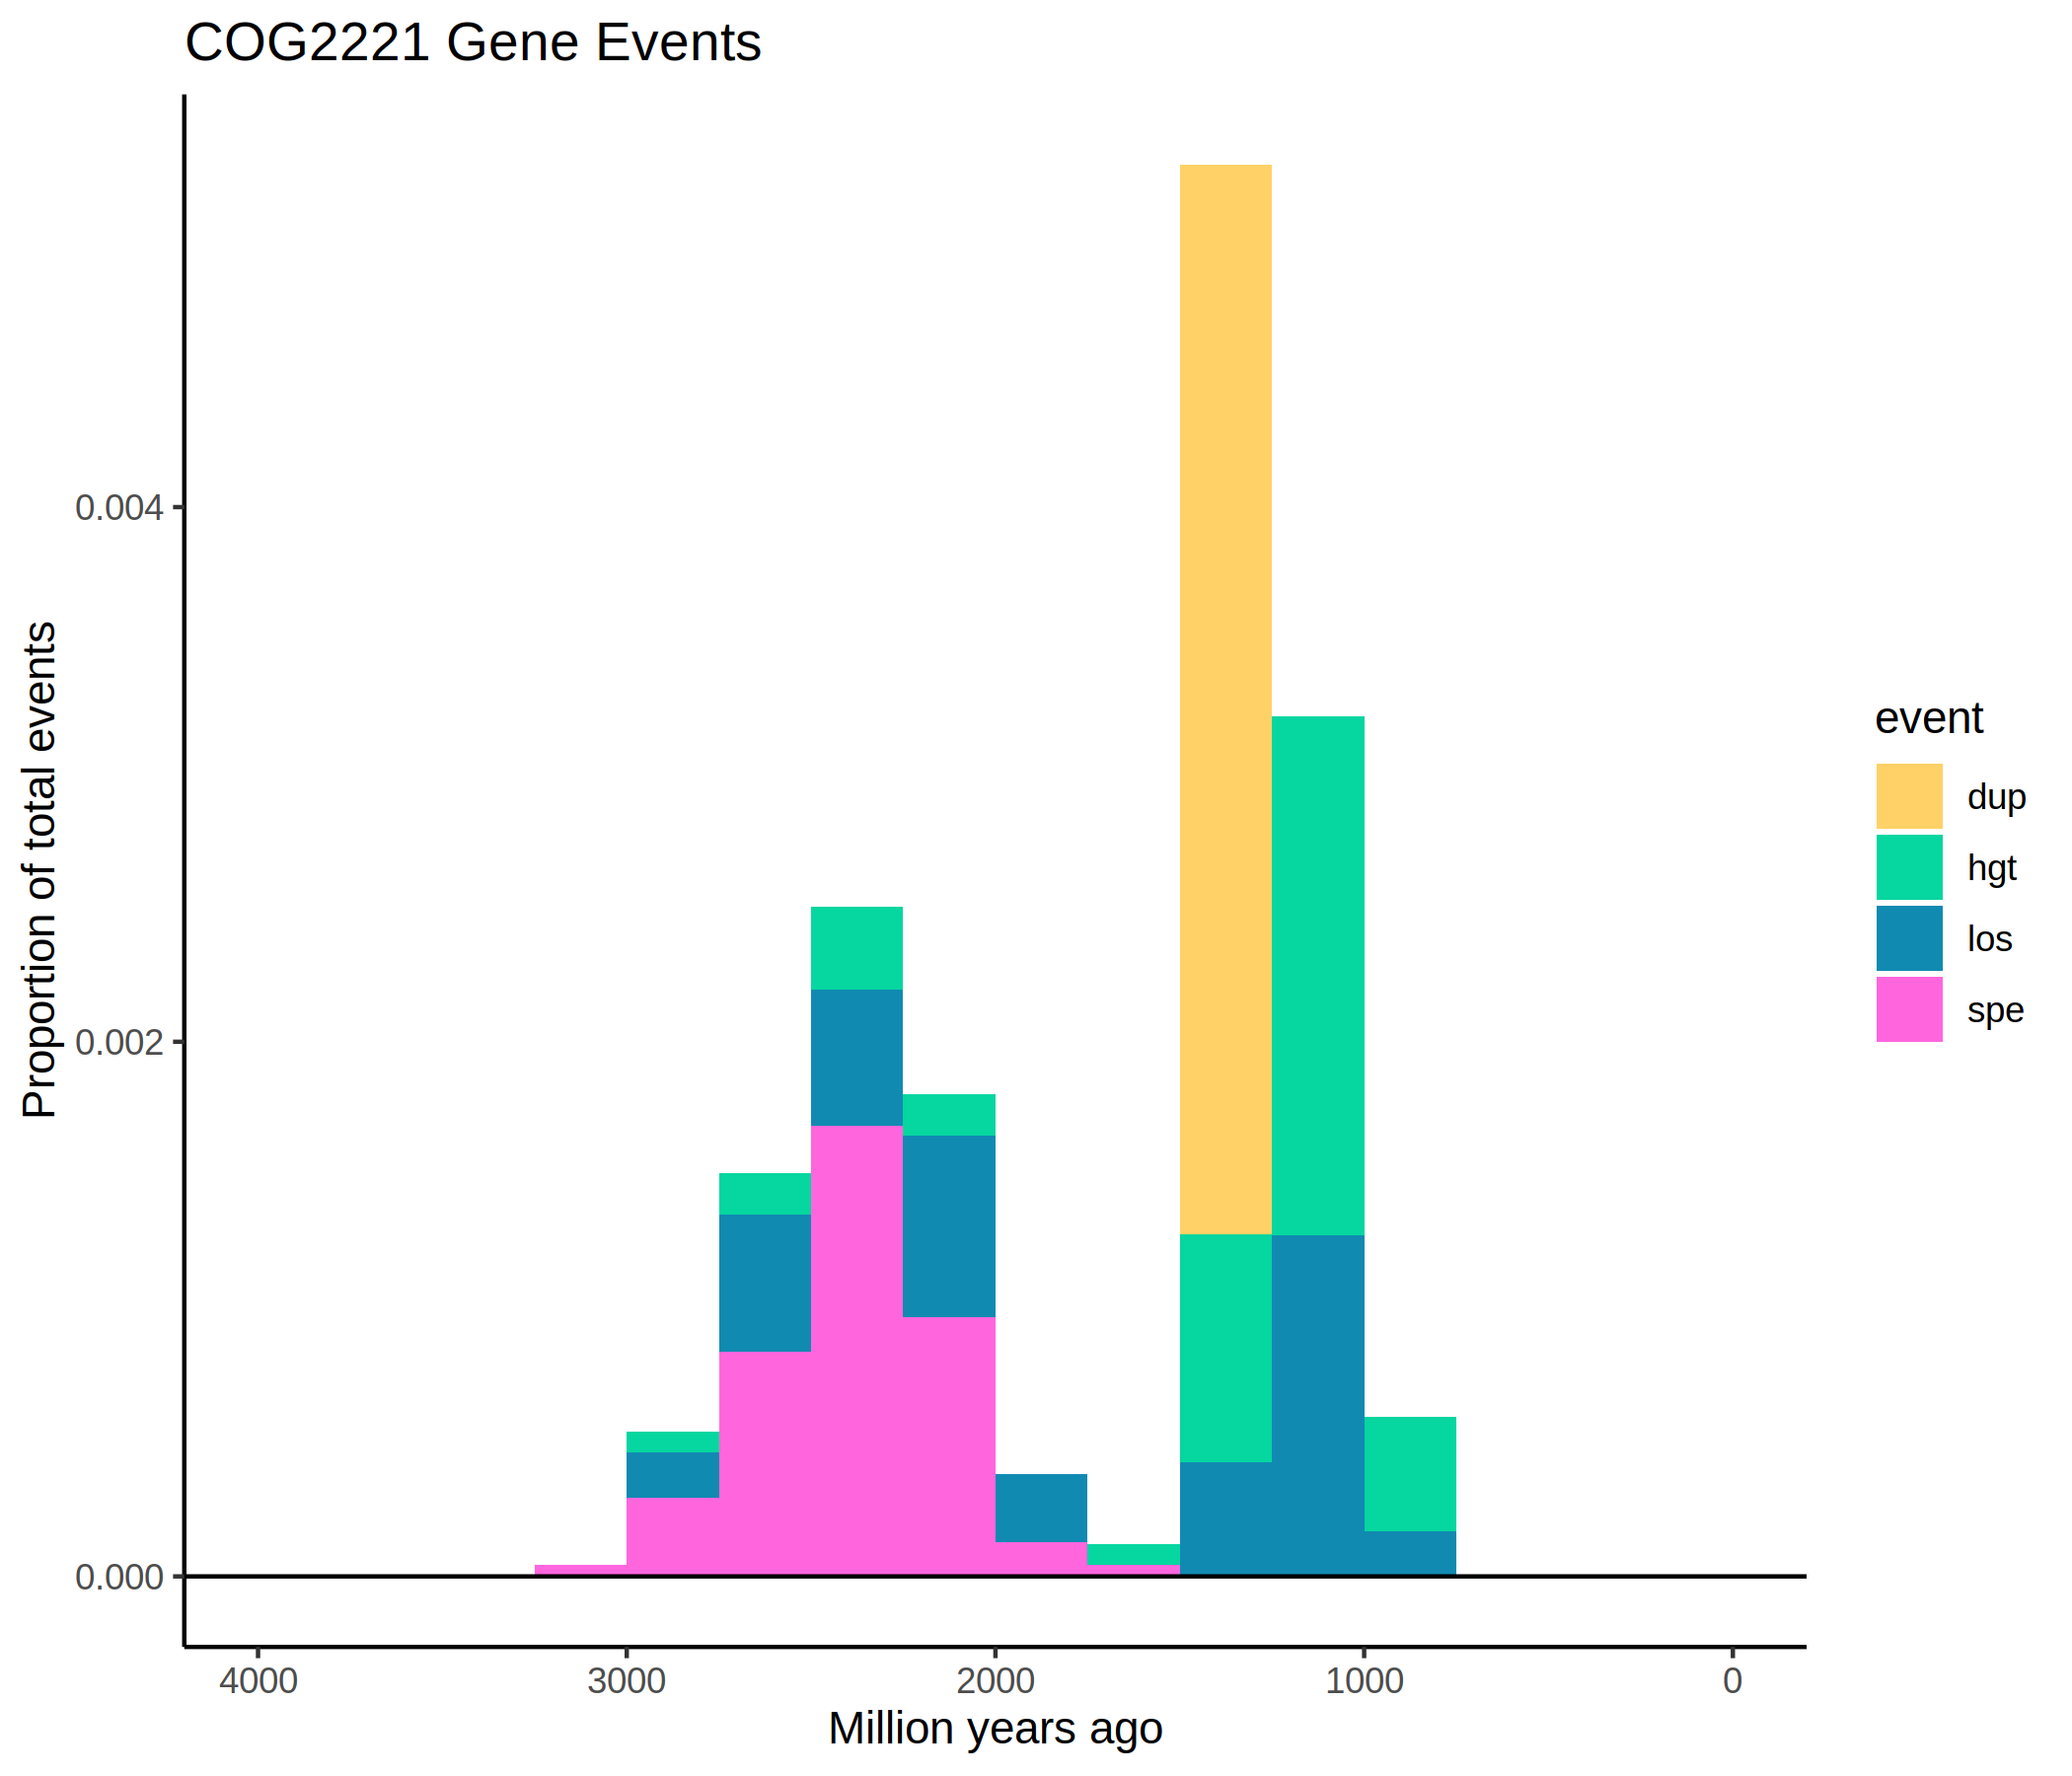 COG2221 Gene Events
Proportion of total events
0.004
0.002
0.000
4000
3000
2000
1000
0
Million years ago
event
dup
hgt
los
spe